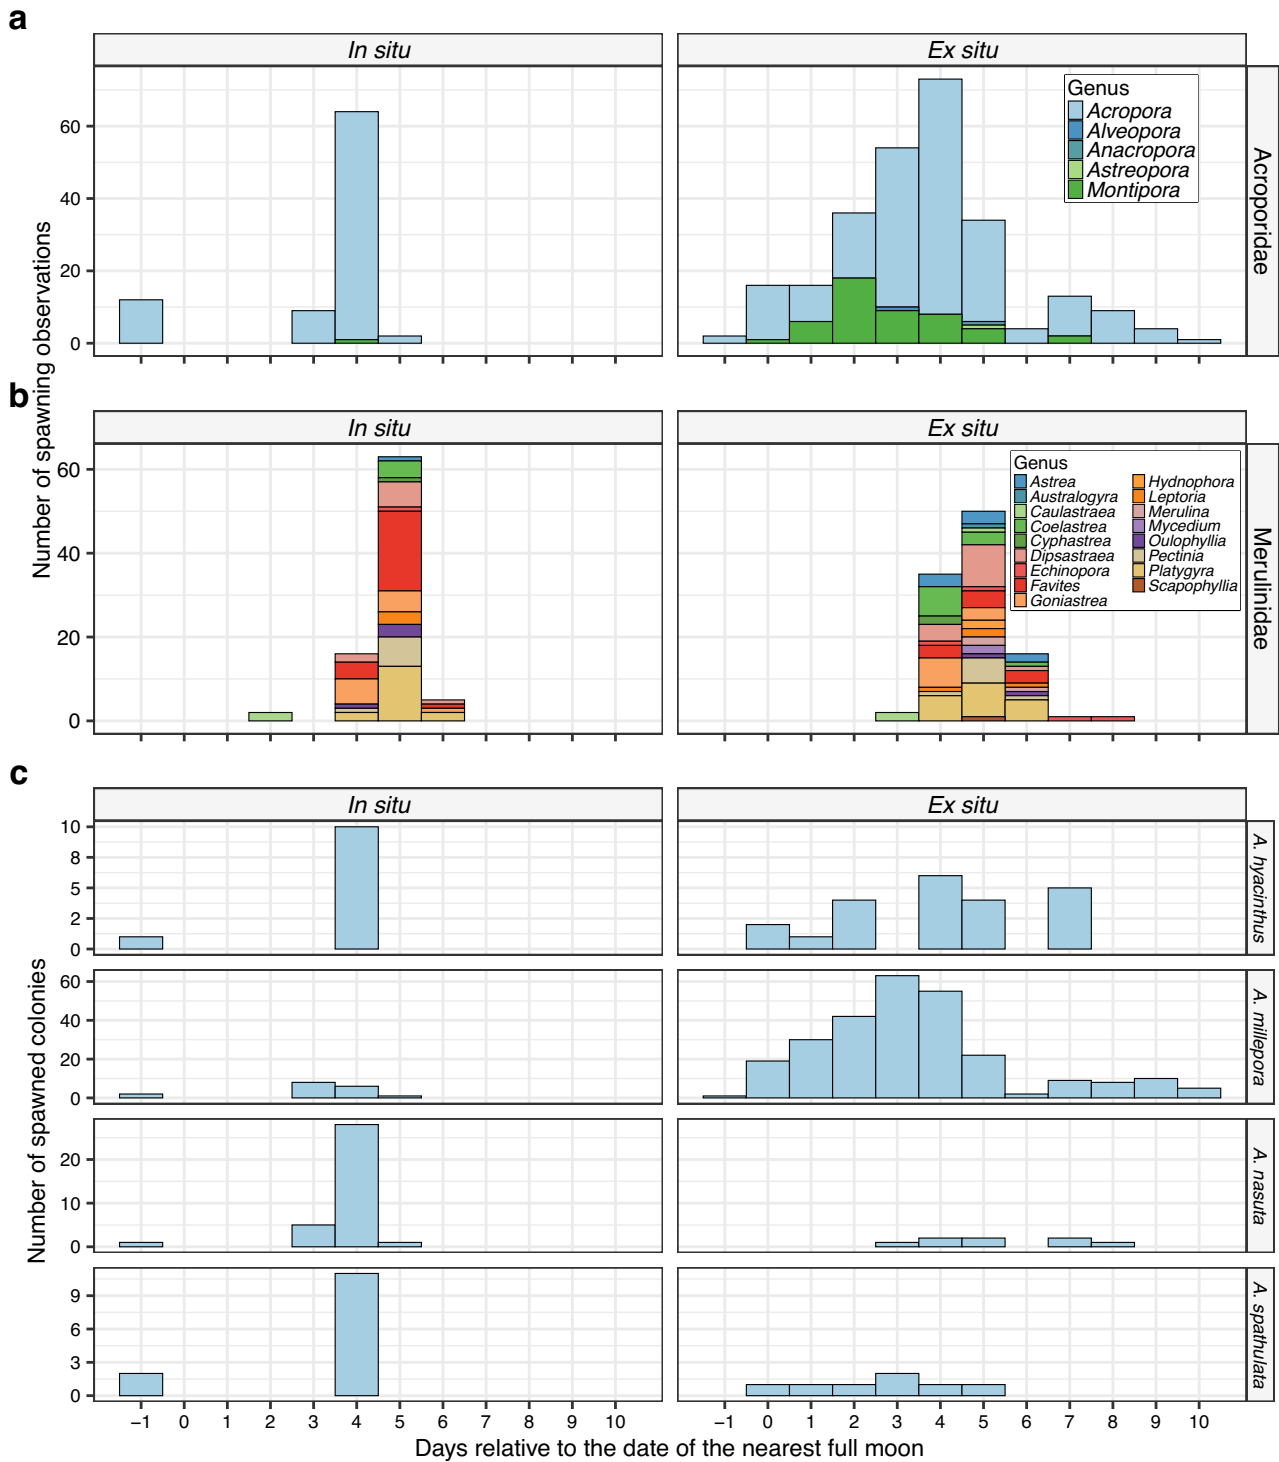 a
In situ
Ex situ
60
40
20
0
Genus
Acropora
Alveopora
Anacropora
Astreopora
Montipora
Acroporidae
Number of spawning observations
b
In situ
Ex situ
60
40
20
0
Genus
Astrea
Australogyra
Caulastraea
Coelastrea
Cyphastrea
Dipsastraea
Echinopora
Favites
Goniastrea
Hydnophora
Leptoria
Merulina
Mycedium
Oulophyllia
Pectinia
Platygyra
Scapophyllia
Merulinidae
c
In situ
Ex situ
10
8
5
2
0
A. hyacinthus
60
40
20
0
A. millepora
Number of spawned colonies
20
10
0
A. nasuta
9
6
3
0
A. spathulata
−1 0 1 2 3 4 5 6 7 8 9 10
−1 0 1 2 3 4 5 6 7 8 9 10
Days relative to the date of the nearest full moon